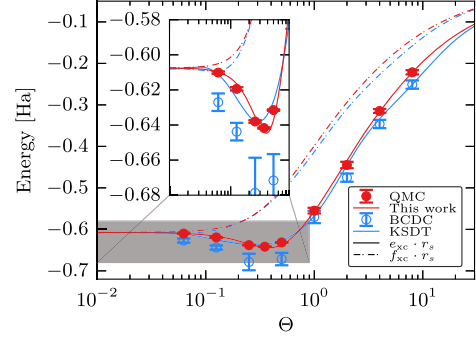 Energy [Ha]
−0.1
−0.2
−0.3
−0.4
−0.5
−0.6
−0.7
−0.58
−0.60
−0.62
−0.64
−0.66
−0.68
QMC
This work
BCDC
KSDT
e_xc · r_s
f_xc · r_s
10^−2
10^−1
10^0
10^1
Θ